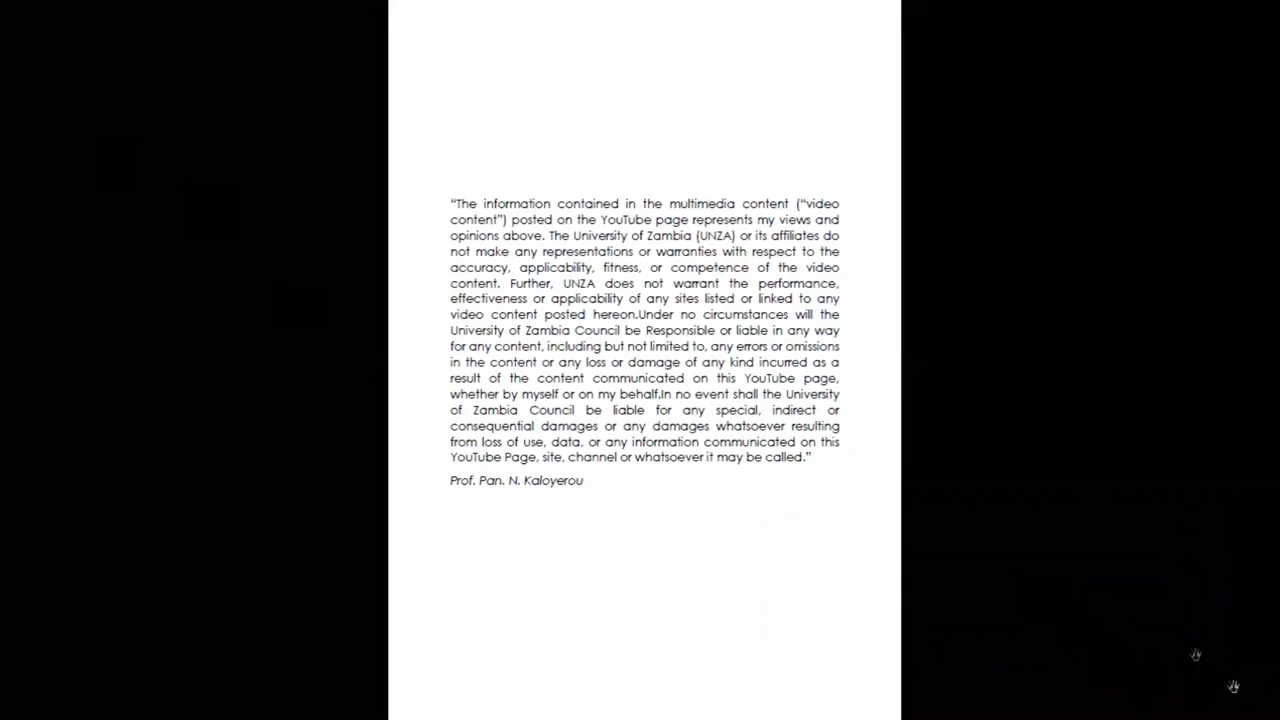 “The information contained in the multimedia content (“video
content”) posted on the YouTube page represents my views and
opinions above. The University of Zambia (UNZA) or its affiliates do
not make any representations or warranties with respect to the
accuracy, applicability, fitness, or competence of the video
content. Further, UNZA does not warrant the performance,
effectiveness or applicability of any sites listed or linked to any
video content posted hereon.Under no circumstances will the
University of Zambia Council be Responsible or liable in any way
for any content, including but not limited to, any errors or omissions
in the content or any loss or damage of any kind incurred as a
result of the content communicated on this YouTube page,
whether by myself or on my behalf.In no event shall the University
of Zambia Council be liable for any special, indirect or
consequential damages or any damages whatsoever resulting
from loss of use, data, or any information communicated on this
YouTube Page, site, channel or whatsoever it may be called.”
Prof. Pan. N. Kaloyerou